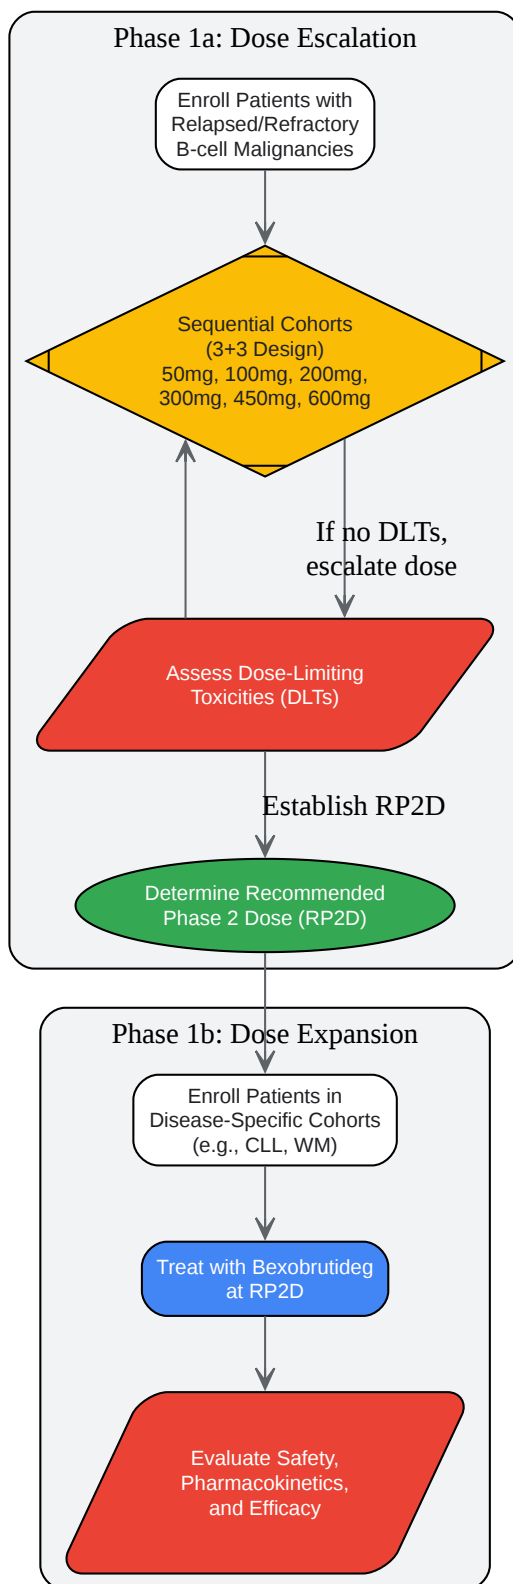 Phase 1a: Dose Escalation
Enroll Patients with
Relapsed/Refractory
B-cell Malignancies
Sequential Cohorts
(3+3 Design)
50mg, 100mg, 200mg,
300mg, 450mg, 600mg
If no DLTs,
escalate dose
Assess Dose-Limiting
Toxicities (DLTs)
Establish RP2D
Determine Recommended
Phase 2 Dose (RP2D)
Phase 1b: Dose Expansion
Enroll Patients in
Disease-Specific Cohorts
(e.g., CLL, WM)
Treat with Bexobrutideg
at RP2D
Evaluate Safety,
Pharmacokinetics,
and Efficacy